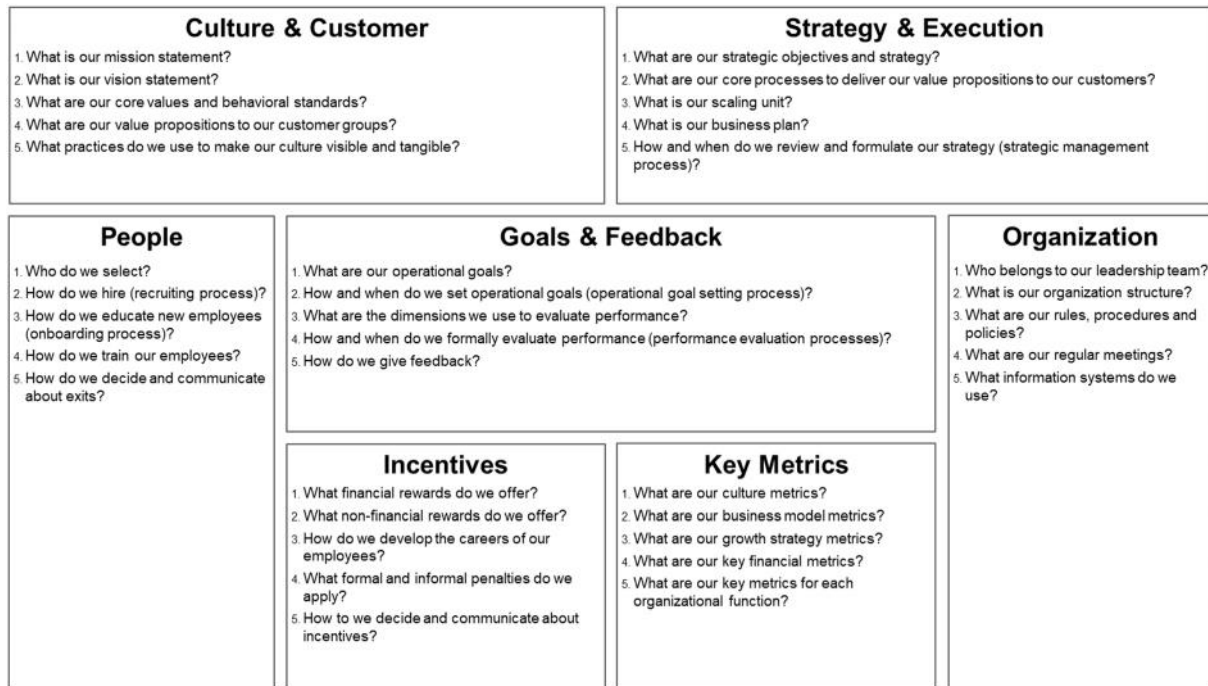 Culture & Customer
1. What is our mission statement?
2. What is our vision statement?
3. What are our core values and behavioral standards?
4. What are our value propositions to our customer groups?
5. What practices do we use to make our culture visible and tangible?
Strategy & Execution
1. What are our strategic objectives and strategy?
2. What are our core processes to deliver our value propositions to our customers?
3. What is our scaling unit?
4. What is our business plan?
5. How and when do we review and formulate our strategy (strategic management
process)?
People
1. Who do we select?
2. How do we hire (recruiting process)?
3. How do we educate new employees
(onboarding process)?
4. How do we train our employees?
5. How do we decide and communicate
about exits?
Goals & Feedback
1. What are our operational goals?
2. How and when do we set operational goals (operational goal setting process)?
3. What are the dimensions we use to evaluate performance?
4. How and when do we formally evaluate performance (performance evaluation processes)?
5. How do we give feedback?
Organization
1. Who belongs to our leadership team?
2. What is our organization structure?
3. What are our rules, procedures and
policies?
4. What are our regular meetings?
5. What information systems do we
use?
Incentives
1. What financial rewards do we offer?
2. What non-financial rewards do we offer?
3. How do we develop the careers of our
employees?
4. What formal and informal penalties do we
apply?
5. How to we decide and communicate about
incentives?
Key Metrics
1. What are our culture metrics?
2. What are our business model metrics?
3. What are our growth strategy metrics?
4. What are our key financial metrics?
5. What are our key metrics for each
organizational function?